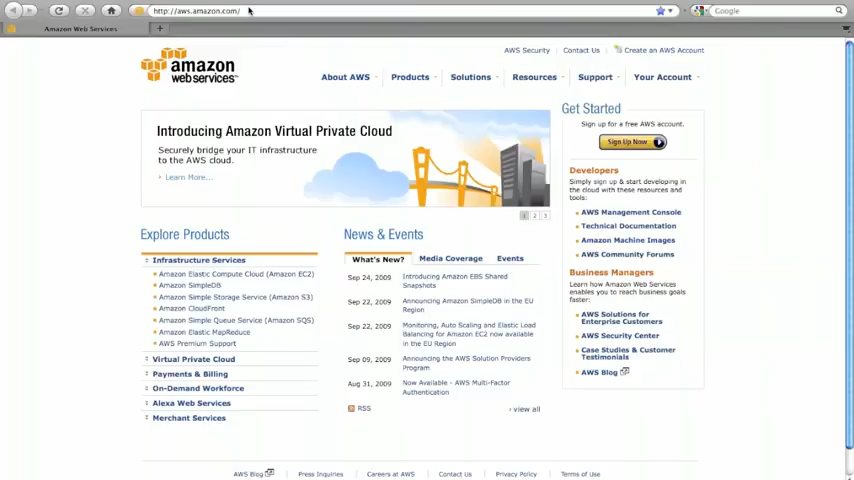 http://aws.amazon.com/
Google
Amazon Web Services
AWS Security
Contact Us
Create an AWS Account
amazon
web services™
About AWS
Products
Solutions
Resources
Support
Your Account
Introducing Amazon Virtual Private Cloud
Securely bridge your IT infrastructure
to the AWS cloud.
Learn More...
1 2 3
Get Started
Sign up for a free AWS account.
Sign Up Now
Developers
Simply sign up & start developing in
the cloud with these resources and
tools:
AWS Management Console
Technical Documentation
Amazon Machine Images
AWS Community Forums
Business Managers
Learn how Amazon Web Services
enables you to reach business goals
faster:
AWS Solutions for
Enterprise Customers
AWS Security Center
Case Studies & Customer
Testimonials
AWS Blog
Explore Products
Infrastructure Services
Amazon Elastic Compute Cloud (Amazon EC2)
Amazon SimpleDB
Amazon Simple Storage Service (Amazon S3)
Amazon CloudFront
Amazon Simple Queue Service (Amazon SQS)
Amazon Elastic MapReduce
AWS Premium Support
Virtual Private Cloud
Payments & Billing
On-Demand Workforce
Alexa Web Services
Merchant Services
News & Events
What's New?
Media Coverage
Events
Sep 24, 2009
Introducing Amazon EBS Shared
Snapshots
Sep 22, 2009
Announcing Amazon SimpleDB in the EU
Region
Sep 22, 2009
Monitoring, Auto Scaling and Elastic Load
Balancing for Amazon EC2 now available
in the EU Region
Sep 09, 2009
Announcing the AWS Solution Providers
Program
Aug 31, 2009
Now Available - AWS Multi-Factor
Authentication
RSS
view all
AWS Blog
Press Inquiries
Careers at AWS
Contact Us
Privacy Policy
Terms of Use